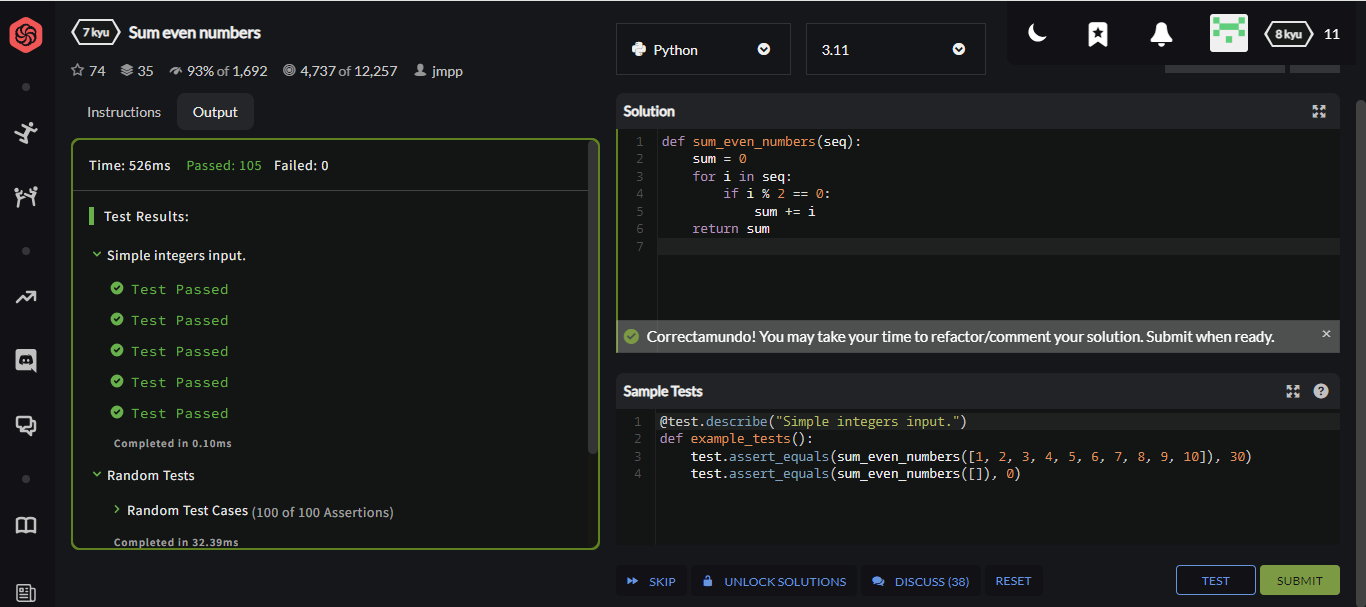 7 kyu Sum even numbers
74 35 93% of 1,692 4,737 of 12,257 jmpp
Instructions Output
Time: 526ms Passed: 105 Failed: 0
Test Results:
Simple integers input.
Test Passed
Test Passed
Test Passed
Test Passed
Test Passed
Completed in 0.10ms
Random Tests
Random Test Cases (100 of 100 Assertions)
Completed in 32.39ms
Python 3.11
8 kyu 11
Solution
1 def sum_even_numbers(seq):
2 sum = 0
3 for i in seq:
4 if i % 2 == 0:
5 sum += i
6 return sum
7
Correctamundo! You may take your time to refactor/comment your solution. Submit when ready. ×
Sample Tests ?
1 @test.describe("Simple integers input.")
2 def example_tests():
3 test.assert_equals(sum_even_numbers([1, 2, 3, 4, 5, 6, 7, 8, 9, 10]), 30)
4 test.assert_equals(sum_even_numbers([]), 0)
SKIP UNLOCK SOLUTIONS DISCUSS (38) RESET TEST SUBMIT